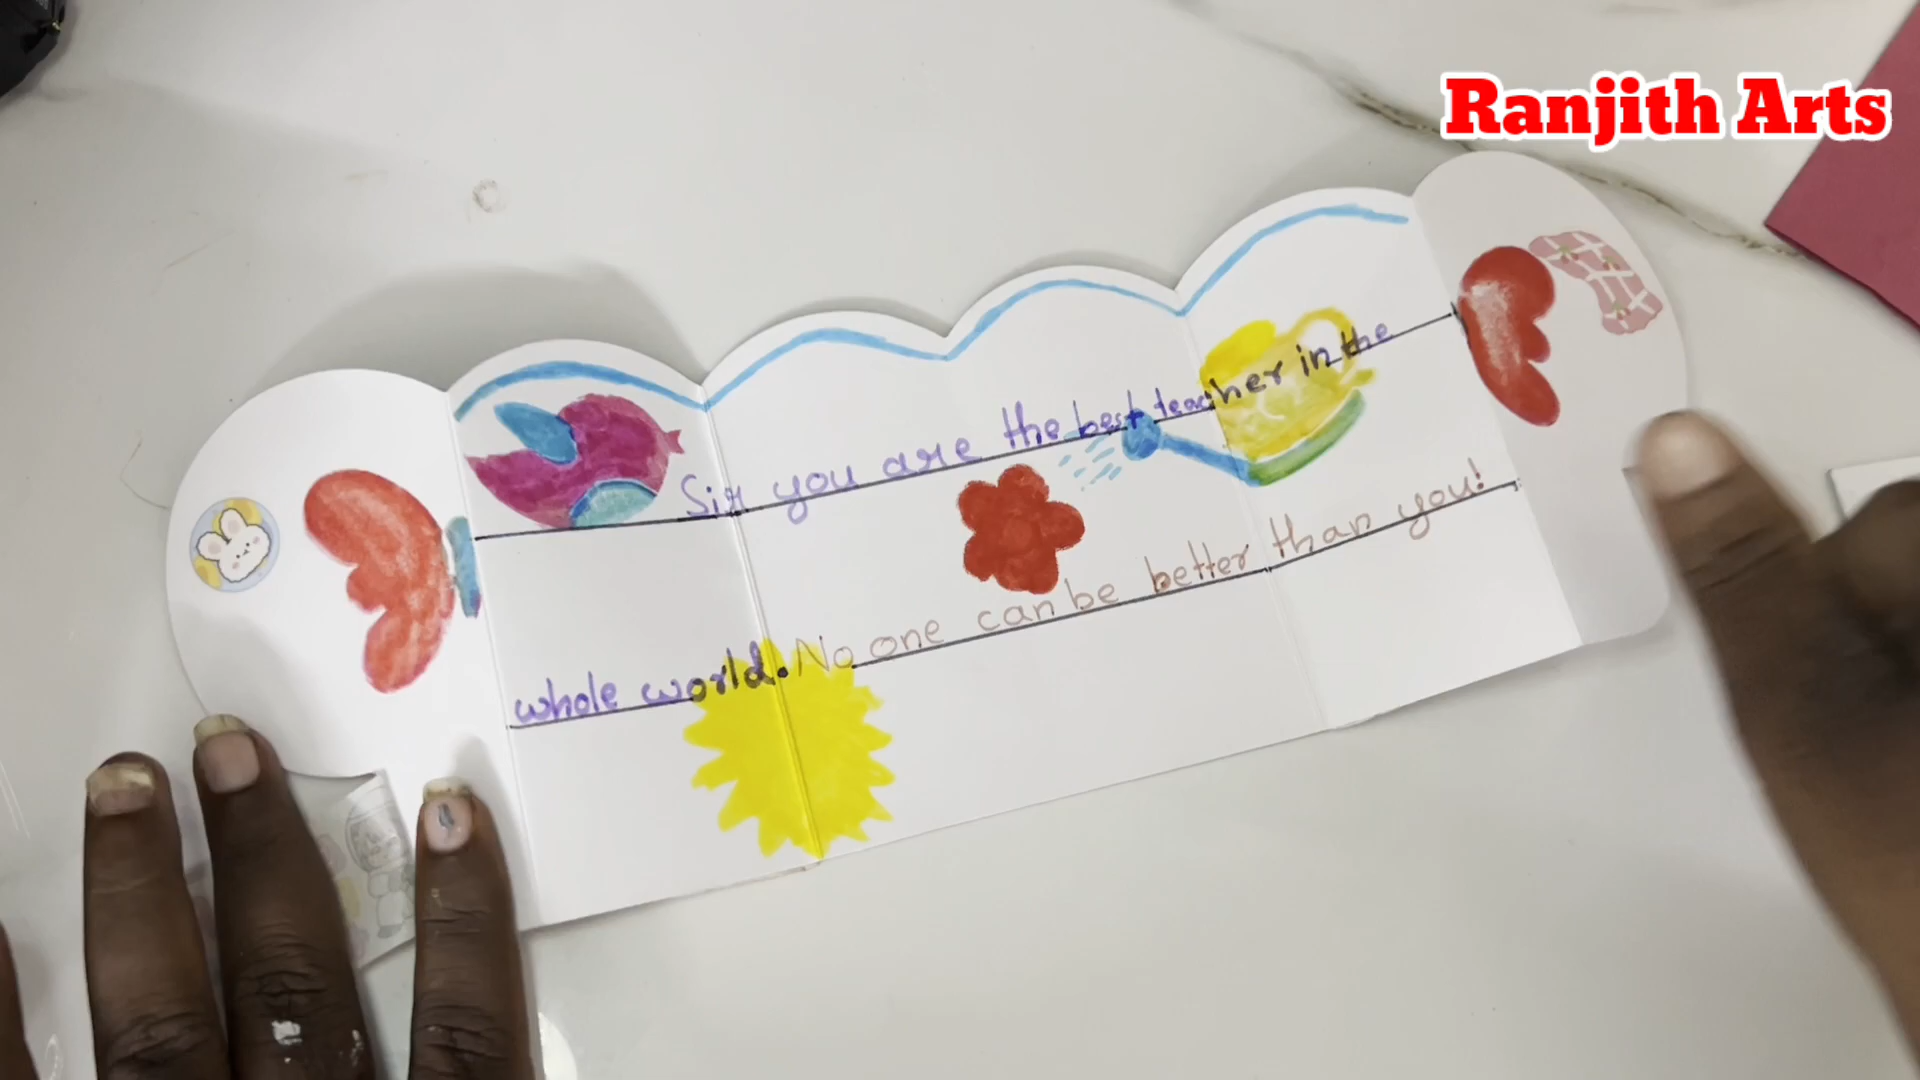 Ranjith Arts
Sir you are the best teacher in the
whole world. No one can be better than you!